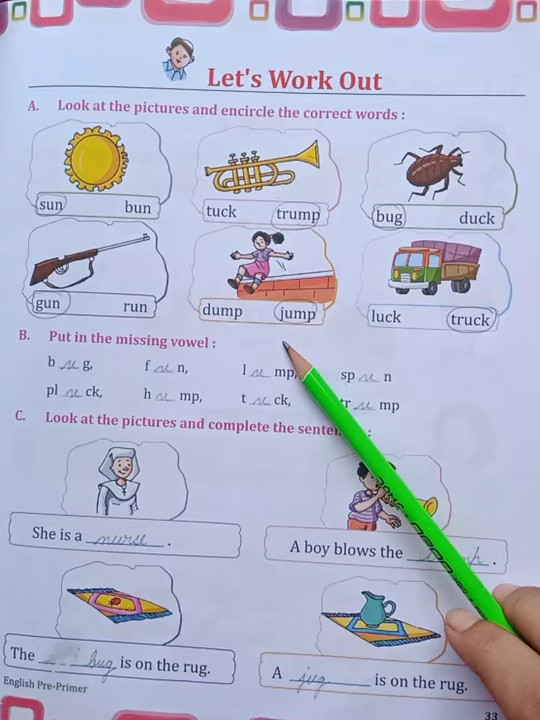 Let's Work Out
A. Look at the pictures and encircle the correct words :
sun bun
tuck trump
bug duck
gun run
dump jump
luck truck
B. Put in the missing vowel :
b u g, f u n, l u mp, sp u n
pl u ck, h u mp, t u ck, tr u mp
C. Look at the pictures and complete the
She is a nurse .
A boy blows the .
The bug is on the rug.
A jug is on the rug.
English Pre-Primer
33